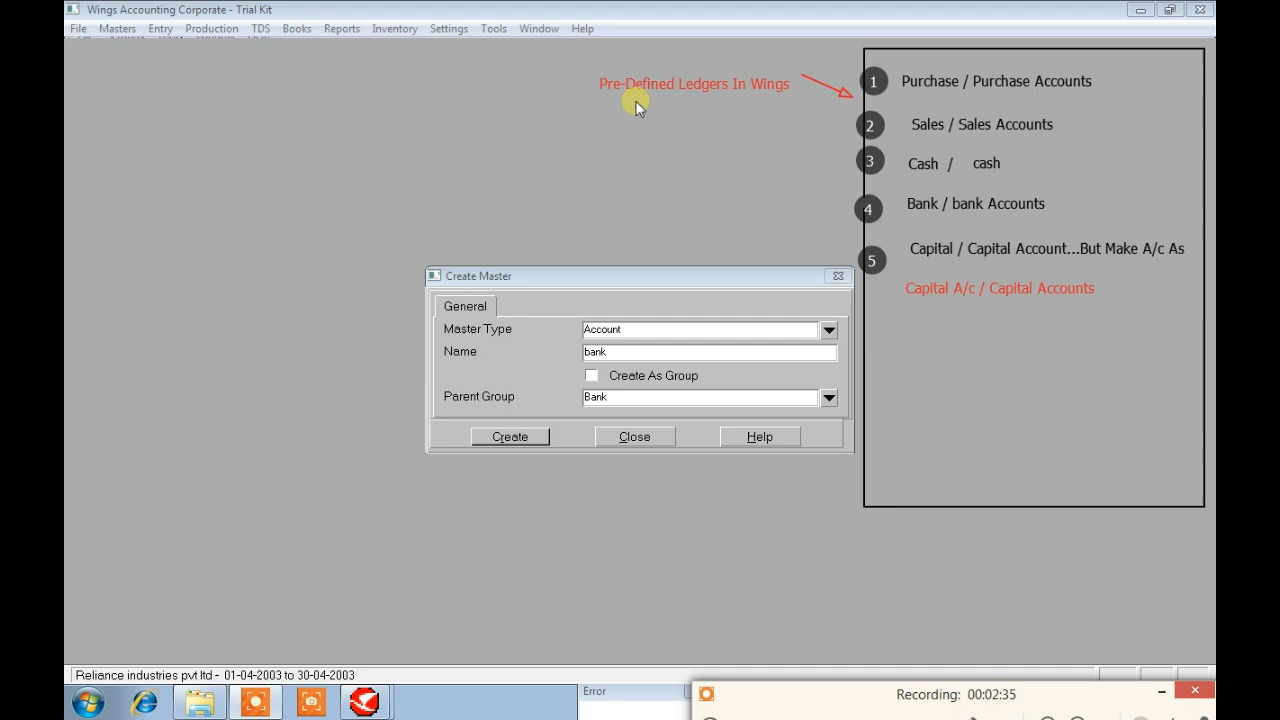 Wings Accounting Corporate - Trial Kit
File Masters Entry Production TDS Books Reports Inventory Settings Tools Window Help
Pre-Defined Ledgers In Wings
1 Purchase / Purchase Accounts
2 Sales / Sales Accounts
3 Cash / cash
4 Bank / bank Accounts
5 Capital / Capital Account...But Make A/c As
Capital A/c / Capital Accounts
Create Master
General
Master Type Account
Name bank
Create As Group
Parent Group Bank
Create Close Help
Reliance industries pvt ltd - 01-04-2003 to 30-04-2003
Error
Recording: 00:02:35